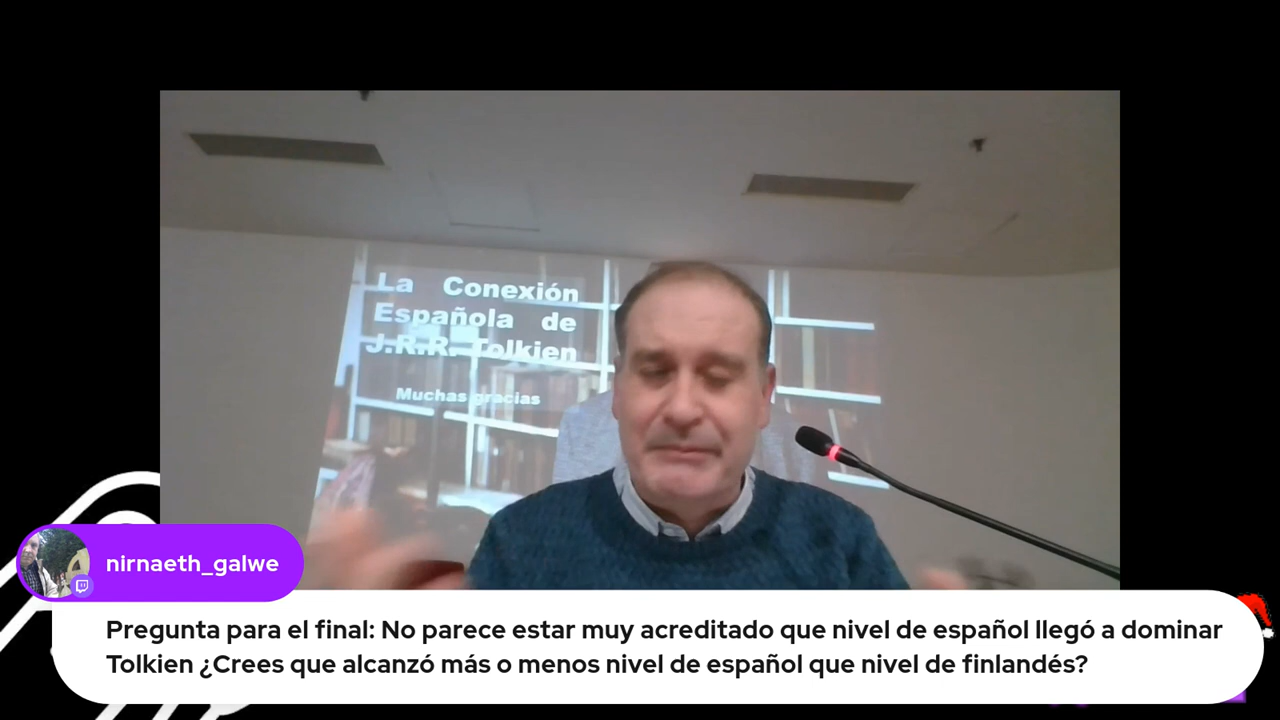 La Conexión
Española de
J.R.R. Tolkien
Muchas gracias
nirnaeth_galwe
Pregunta para el final: No parece estar muy acreditado que nivel de español llegó a dominar
Tolkien ¿Crees que alcanzó más o menos nivel de español que nivel de finlandés?